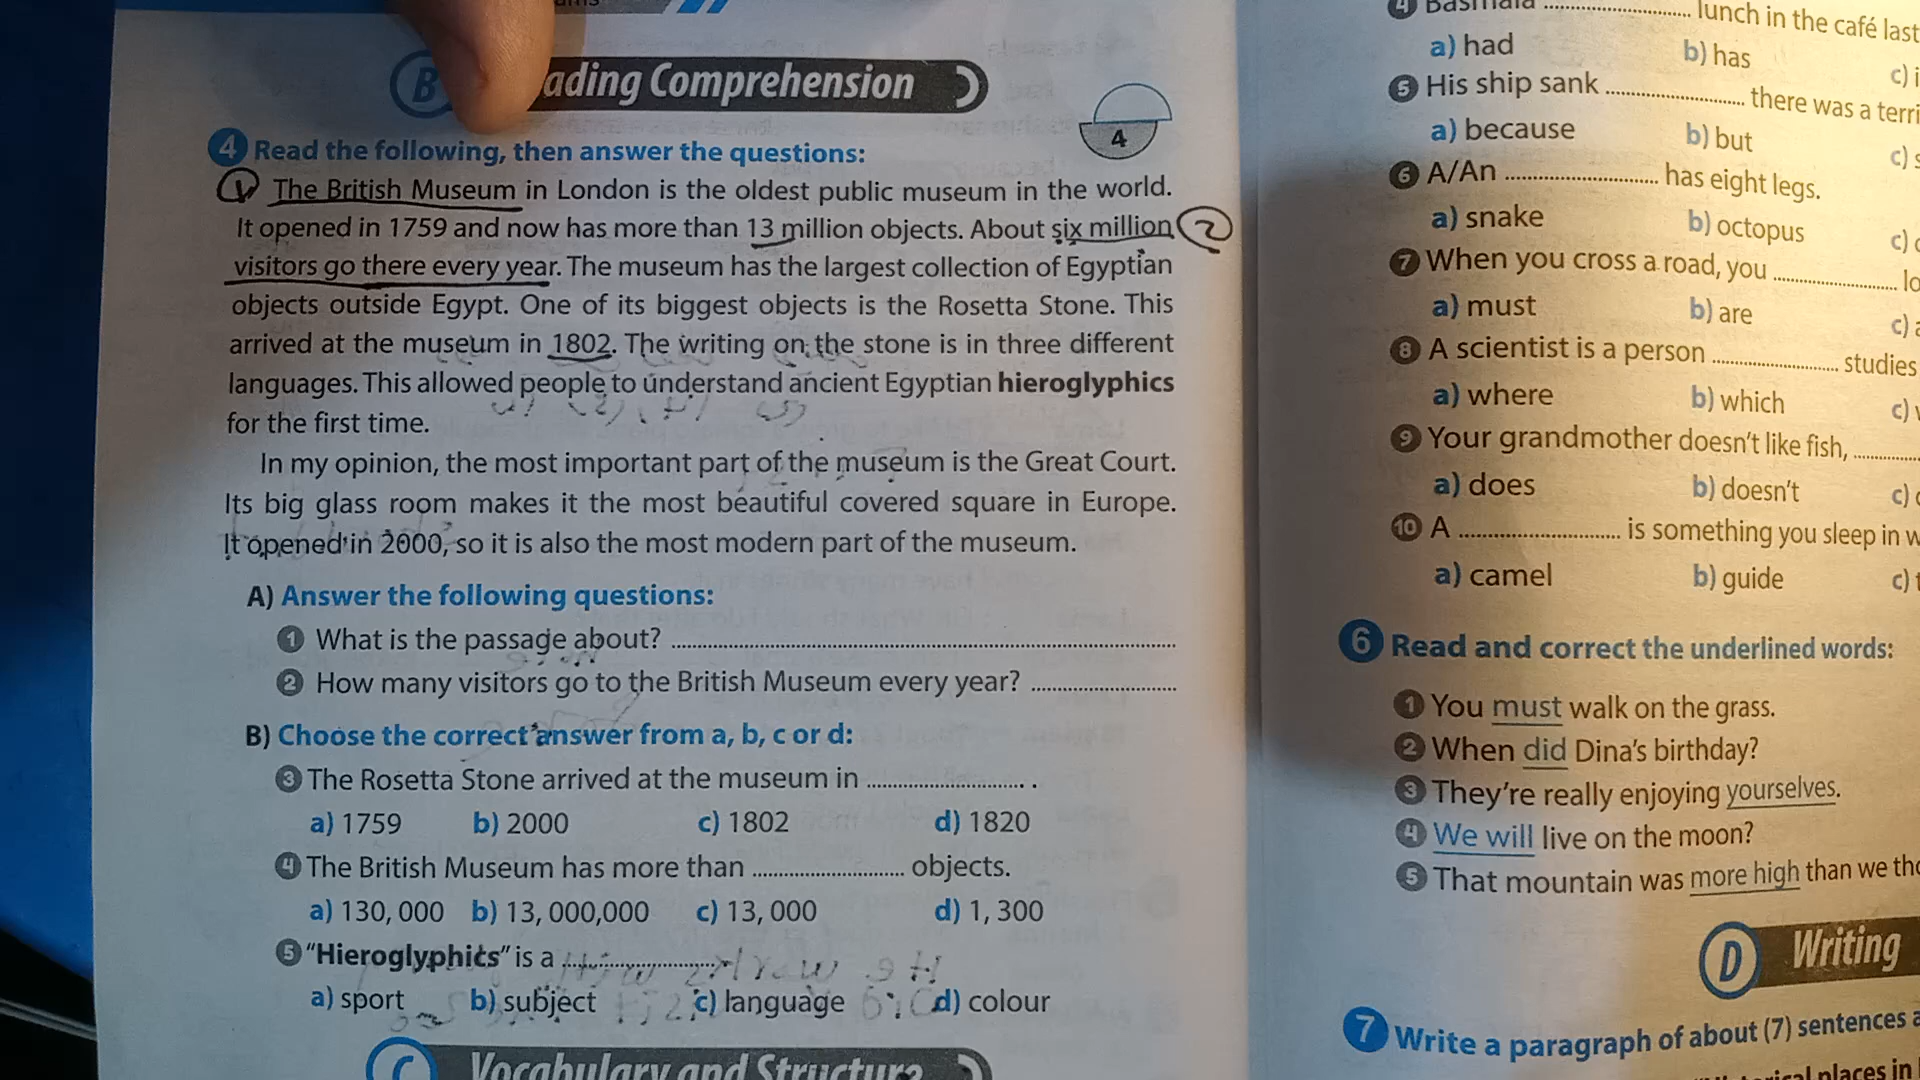 B
ading Comprehension
4
4 Read the following, then answer the questions:
1 The British Museum in London is the oldest public museum in the world.
It opened in 1759 and now has more than 13 million objects. About six million 2
visitors go there every year. The museum has the largest collection of Egyptian
objects outside Egypt. One of its biggest objects is the Rosetta Stone. This
arrived at the museum in 1802. The writing on the stone is in three different
languages. This allowed people to understand ancient Egyptian hieroglyphics
for the first time.
In my opinion, the most important part of the museum is the Great Court.
Its big glass room makes it the most beautiful covered square in Europe.
It opened in 2000, so it is also the most modern part of the museum.
A) Answer the following questions:
1 What is the passage about? ........................
2 How many visitors go to the British Museum every year? ........................
B) Choose the correct answer from a, b, c or d:
3 The Rosetta Stone arrived at the museum in ........................ .
a) 1759 b) 2000 c) 1802 d) 1820
4 The British Museum has more than ........................ objects.
a) 130, 000 b) 13, 000,000 c) 13, 000 d) 1, 300
5 "Hieroglyphics" is a ........................
a) sport b) subject c) language d) colour
C Vocabulary and Structure
4 Basmala ........................ lunch in the café last
a) had b) has c)
5 His ship sank ........................ there was a terri
a) because b) but c) s
6 A/An ........................ has eight legs.
a) snake b) octopus c)
7 When you cross a road, you ........................ lo
a) must b) are c) a
8 A scientist is a person ........................ studies
a) where b) which c)
9 Your grandmother doesn't like fish, ............
a) does b) doesn't c)
10 A ........................ is something you sleep in w
a) camel b) guide c) t
6 Read and correct the underlined words:
1 You must walk on the grass.
2 When did Dina's birthday?
3 They're really enjoying yourselves.
4 We will live on the moon?
5 That mountain was more high than we tho
D Writing
7 Write a paragraph of about (7) sentences a
places in